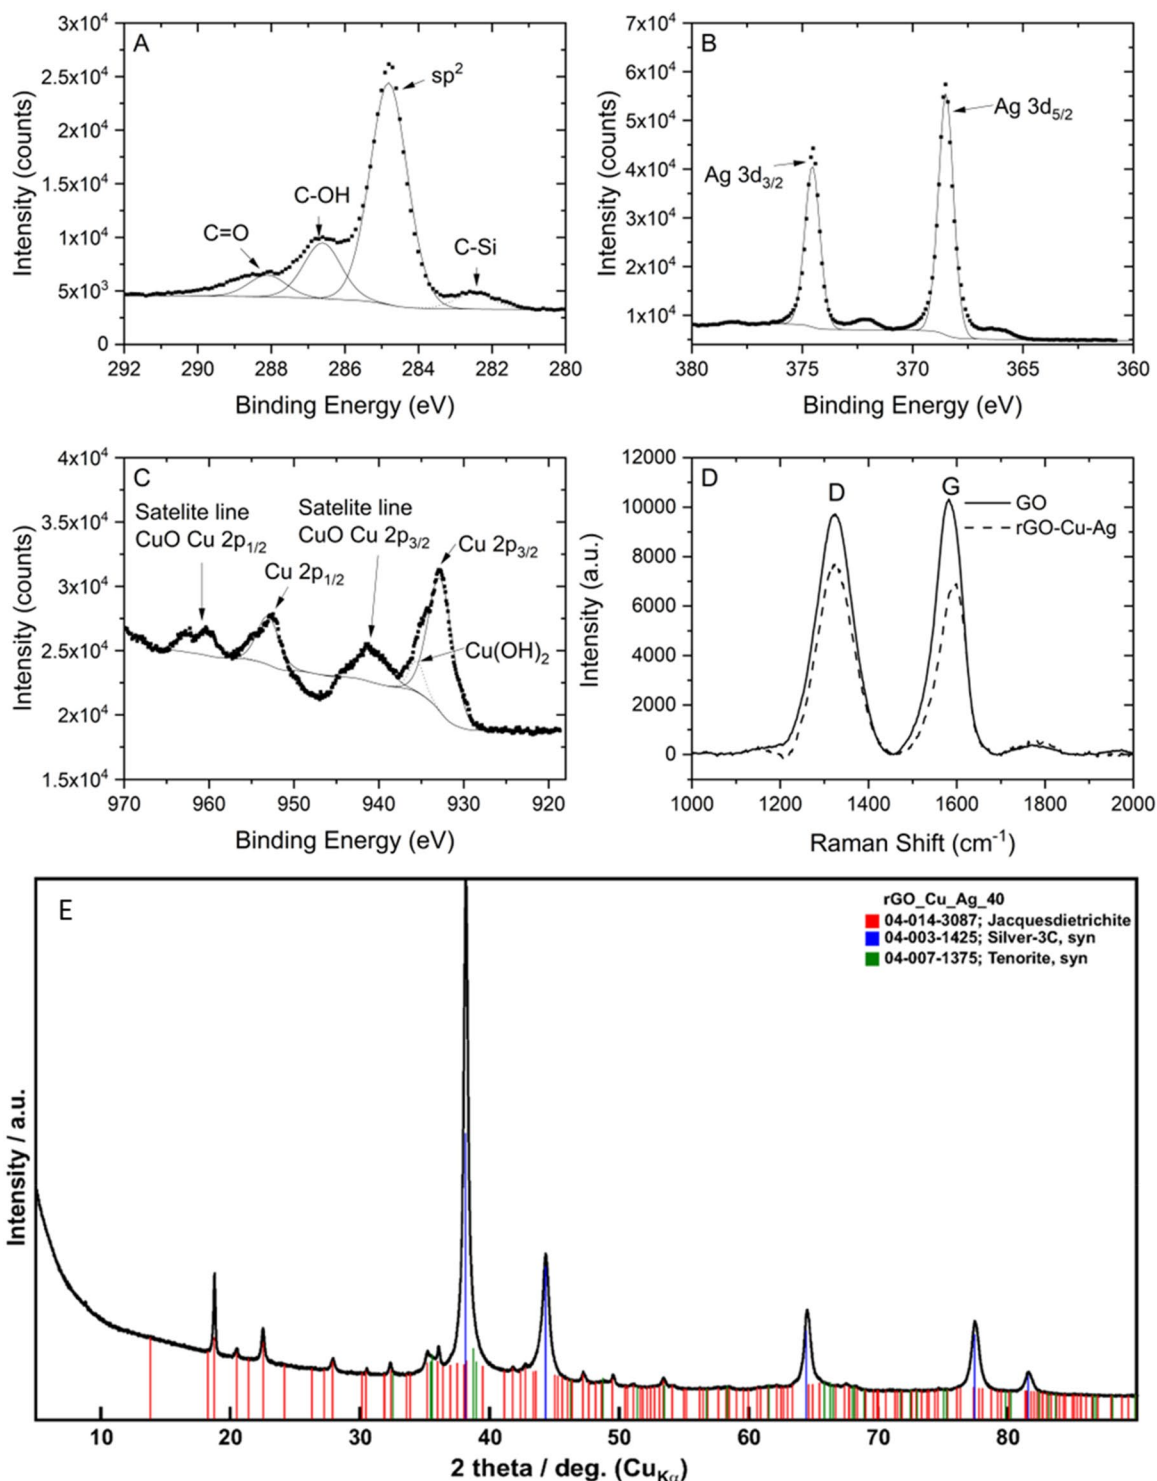 A
3x10⁴
2.5x10⁴
2x10⁴
1.5x10⁴
1x10⁴
5x10³
0
Intensity (counts)
sp²
C-OH
C=O
C-Si
292 290 288 286 284 282 280
Binding Energy (eV)
B
7x10⁴
6x10⁴
5x10⁴
4x10⁴
3x10⁴
2x10⁴
1x10⁴
Intensity (counts)
Ag 3d₅/₂
Ag 3d₃/₂
380 375 370 365 360
Binding Energy (eV)
C
4x10⁴
3.5x10⁴
3x10⁴
2.5x10⁴
2x10⁴
1.5x10⁴
Intensity (counts)
Satelite line
CuO Cu 2p₁/₂
Cu 2p₁/₂
Satelite line
CuO Cu 2p₃/₂
Cu 2p₃/₂
Cu(OH)₂
970 960 950 940 930 920
Binding Energy (eV)
D
12000
10000
8000
6000
4000
2000
0
Intensity (a.u.)
D
G
GO
rGO-Cu-Ag
1000 1200 1400 1600 1800 2000
Raman Shift (cm⁻¹)
E
rGO_Cu_Ag_40
04-014-3087; Jacquesdietrichite
04-003-1425; Silver-3C, syn
04-007-1375; Tenorite, syn
Intensity / a.u.
10 20 30 40 50 60 70 80
2 theta / deg. (CuKα)